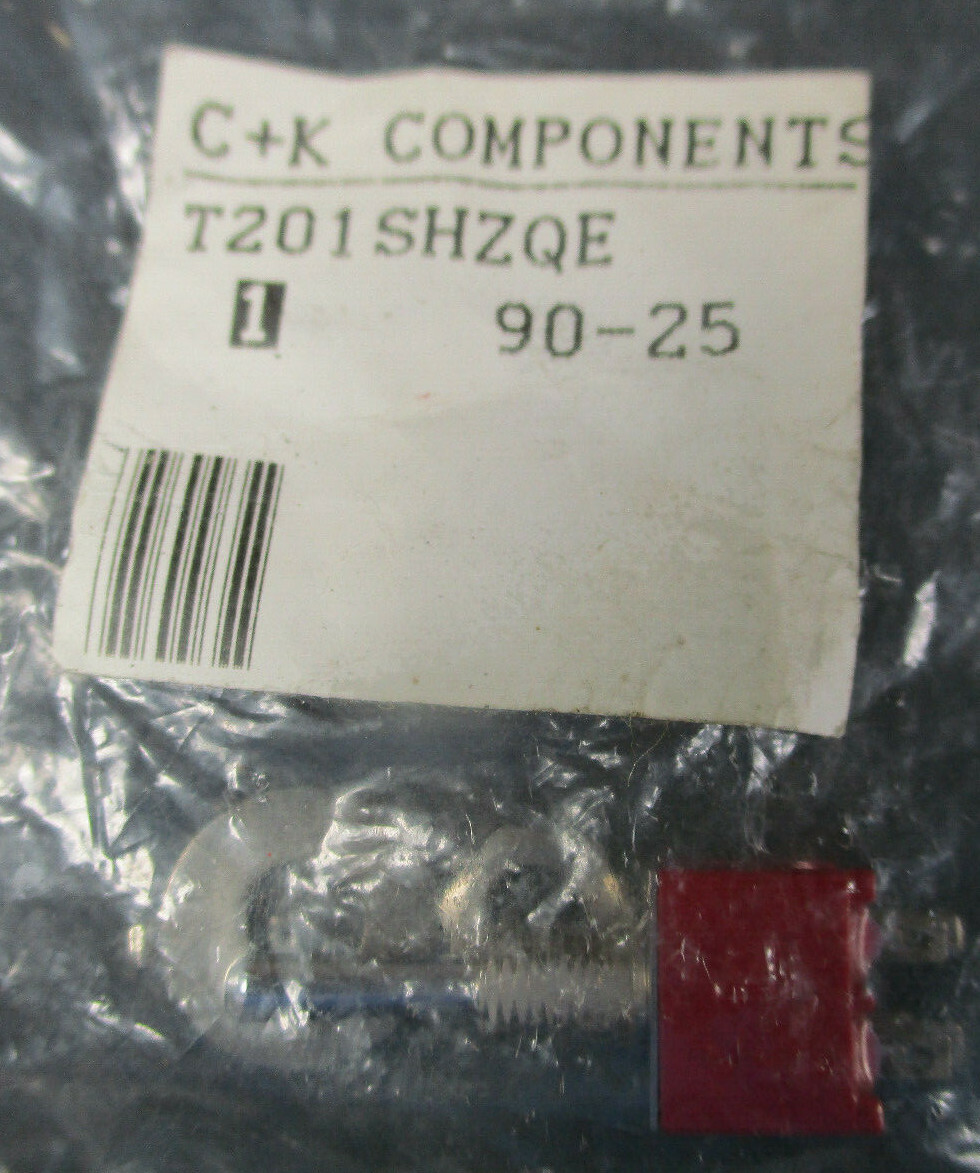 C+K COMPONENTS
T201SHZQE
1 90-25